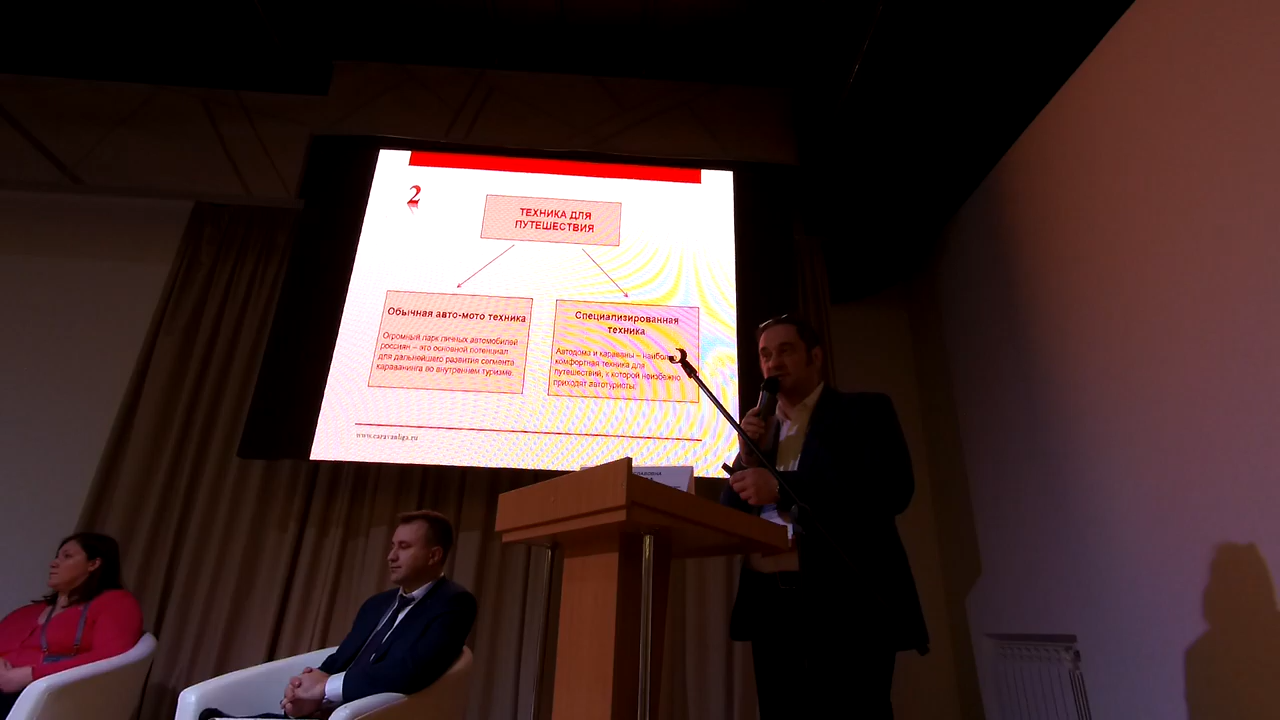 2
ТЕХНИКА ДЛЯ
ПУТЕШЕСТВИЯ
Обычная авто-мото техника
Огромный парк личных автомобилей
россиян – это основной потенциал
для дальнейшего развития сегмента
караванинга во внутреннем туризме.
Специализированная
техника
Автодома и караваны –
комфортная техника для
путешествий, к которой неизбежно
приходят автотуристы.
www.caravanliga.ru